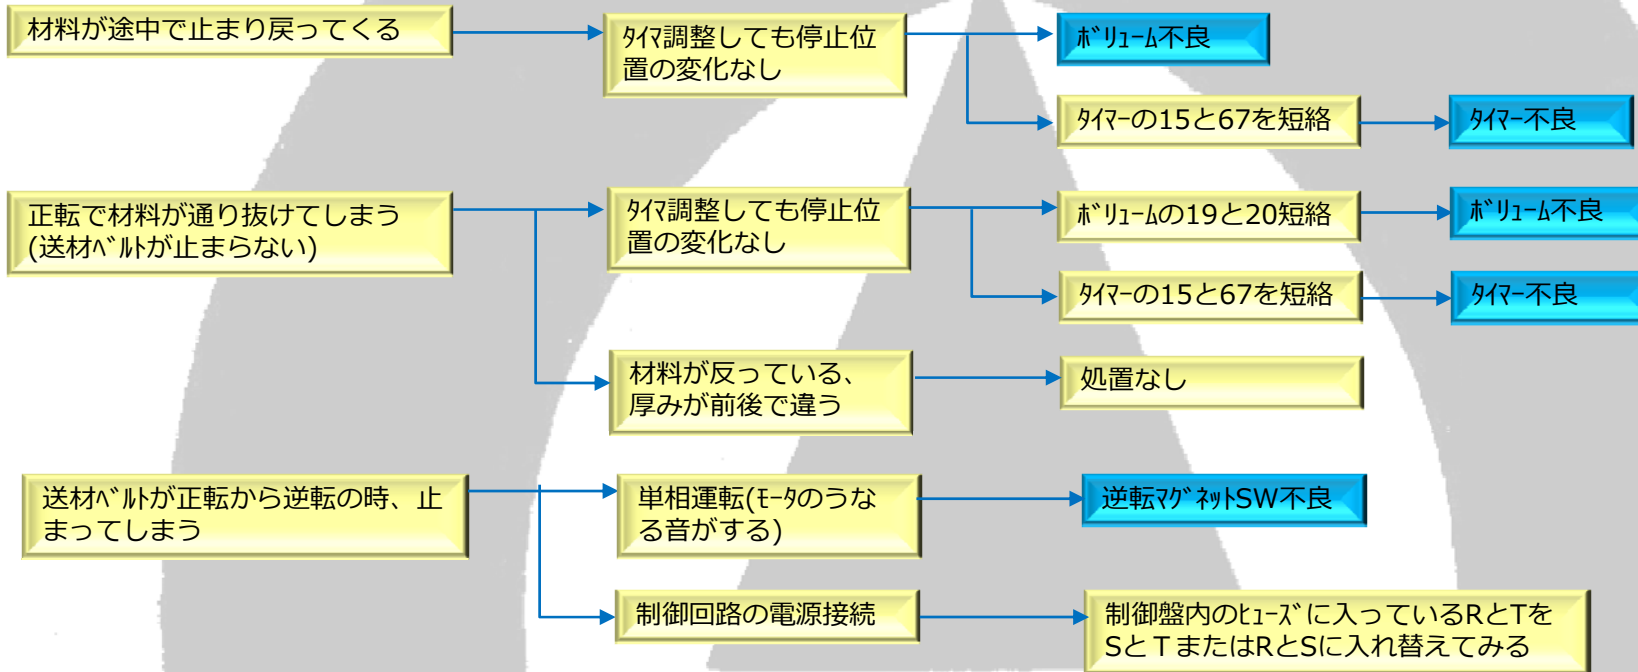 材料が途中で止まり戻ってくる
ﾀｲﾏ調整しても停止位
置の変化なし
ﾎﾞﾘｭｰﾑ不良
ﾀｲﾏｰの15と67を短絡
ﾀｲﾏｰ不良
正転で材料が通り抜けてしまう
(送材ﾍﾞﾙﾄが止まらない)
ﾀｲﾏ調整しても停止位
置の変化なし
ﾎﾞﾘｭｰﾑの19と20短絡
ﾎﾞﾘｭｰﾑ不良
ﾀｲﾏｰの15と67を短絡
ﾀｲﾏｰ不良
材料が反っている、
厚みが前後で違う
処置なし
送材ﾍﾞﾙﾄが正転から逆転の時、止
まってしまう
単相運転(ﾓｰﾀのうな
る音がする)
逆転ﾏｸﾞﾈｯﾄSW不良
制御回路の電源接続
制御盤内のﾋｭｰｽﾞに入っているRとTを
SとＴまたはRとSに入れ替えてみる